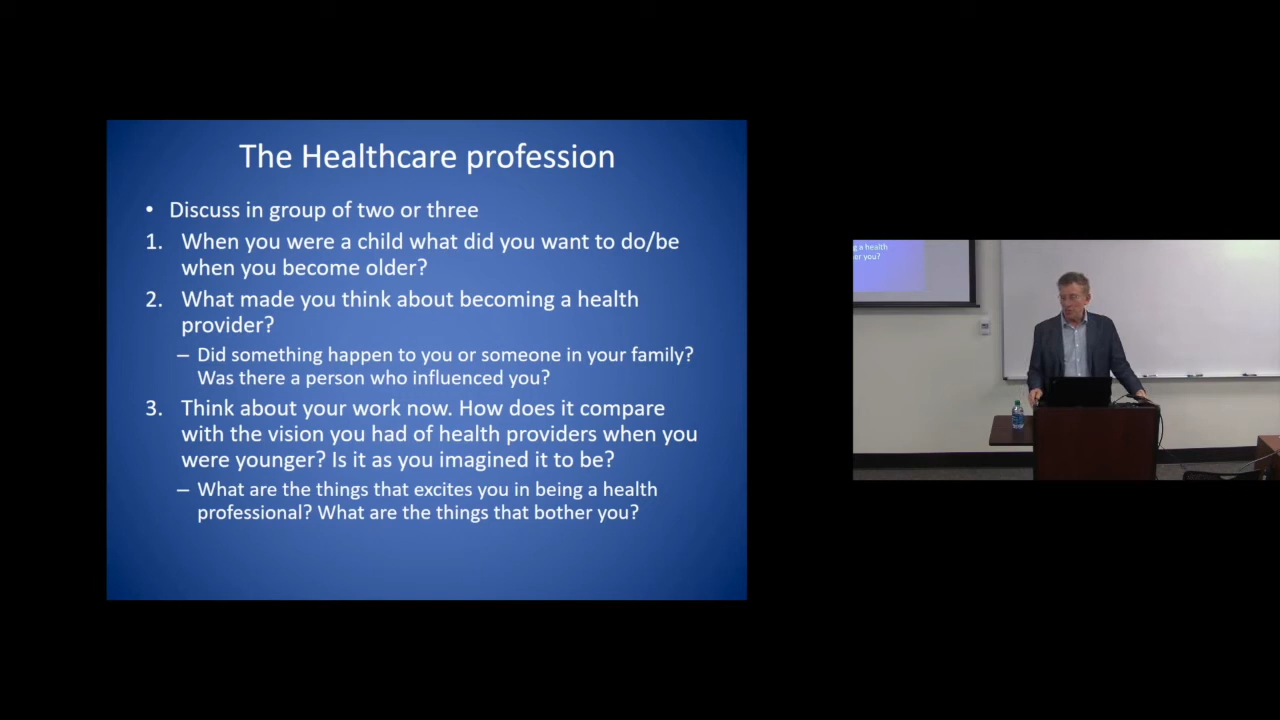 The Healthcare profession
• Discuss in group of two or three
1. When you were a child what did you want to do/be
when you become older?
2. What made you think about becoming a health
provider?
– Did something happen to you or someone in your family?
Was there a person who influenced you?
3. Think about your work now. How does it compare
with the vision you had of health providers when you
were younger? Is it as you imagined it to be?
– What are the things that excites you in being a health
professional? What are the things that bother you?
g a health
you?